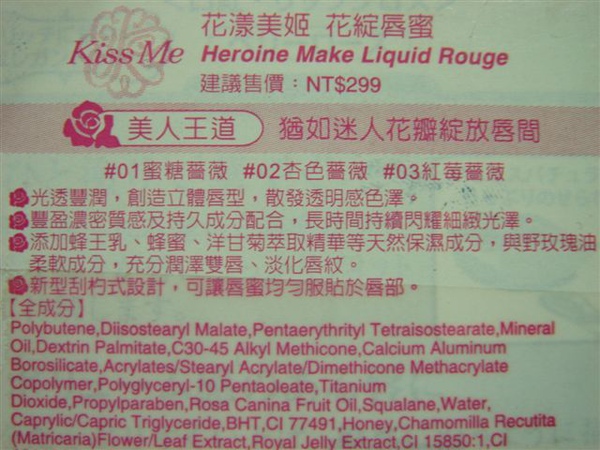 Kiss Me
花漾美姬 花綻唇蜜
Heroine Make Liquid Rouge
建議售價：NT$299
美人王道 猶如迷人花瓣綻放唇間
#01蜜糖薔薇 #02杏色薔薇 #03紅莓薔薇
光透豐潤，創造立體唇型，散發透明感色澤。
豐盈濃密質感及持久成分配合，長時間持續閃耀細緻光澤。
添加蜂王乳、蜂蜜、洋甘菊萃取精華等天然保濕成分，與野玫瑰油
柔軟成分，充分潤澤雙唇、淡化唇紋。
新型刮杓式設計，可讓唇蜜均勻服貼於唇部。
【全成分】
Polybutene,Diisostearyl Malate,Pentaerythrityl Tetraisostearate,Mineral
Oil,Dextrin Palmitate,C30-45 Alkyl Methicone,Calcium Aluminum
Borosilicate,Acrylates/Stearyl Acrylate/Dimethicone Methacrylate
Copolymer,Polyglyceryl-10 Pentaoleate,Titanium
Dioxide,Propylparaben,Rosa Canina Fruit Oil,Squalane,Water,
Caprylic/Capric Triglyceride,BHT,CI 77491,Honey,Chamomilla Recutita
(Matricaria)Flower/Leaf Extract,Royal Jelly Extract,CI 15850:1,CI